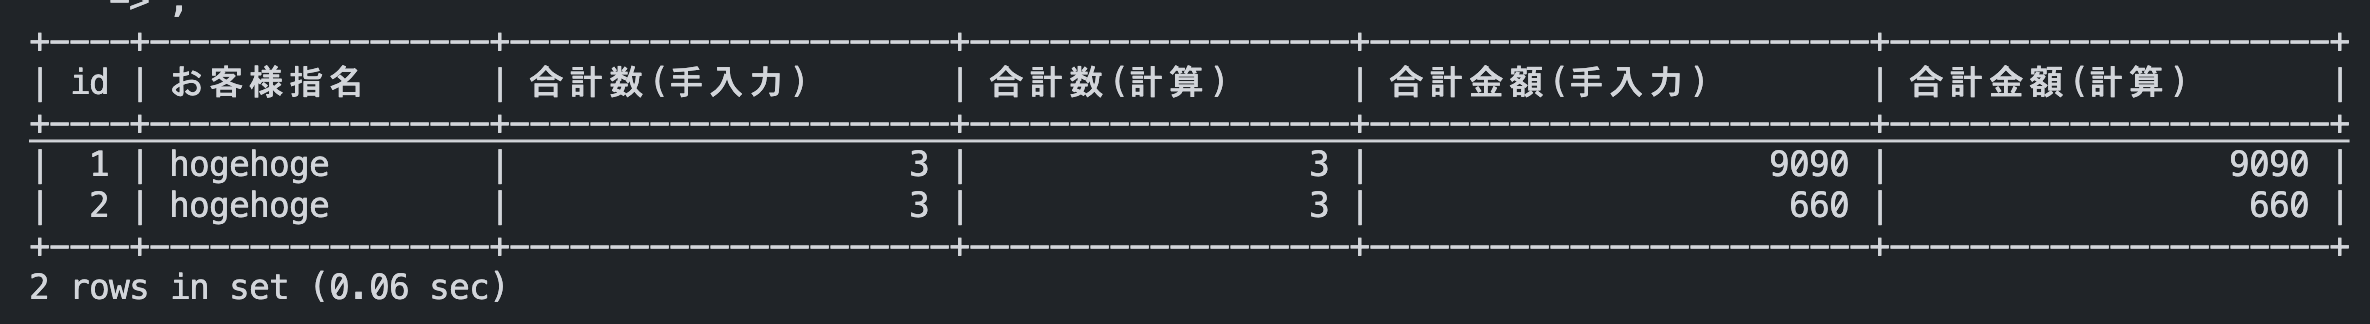 -> ;
+----+-----------------+----------------------+-------------------+-------------------------+----------------------+
| id | お客様指名 | 合計数(手入力) | 合計数(計算) | 合計金額(手入力) | 合計金額(計算) |
+----+-----------------+----------------------+-------------------+-------------------------+----------------------+
| 1 | hogehoge | 3 | 3 | 9090 | 9090 |
| 2 | hogehoge | 3 | 3 | 660 | 660 |
+----+-----------------+----------------------+-------------------+-------------------------+----------------------+
2 rows in set (0.06 sec)